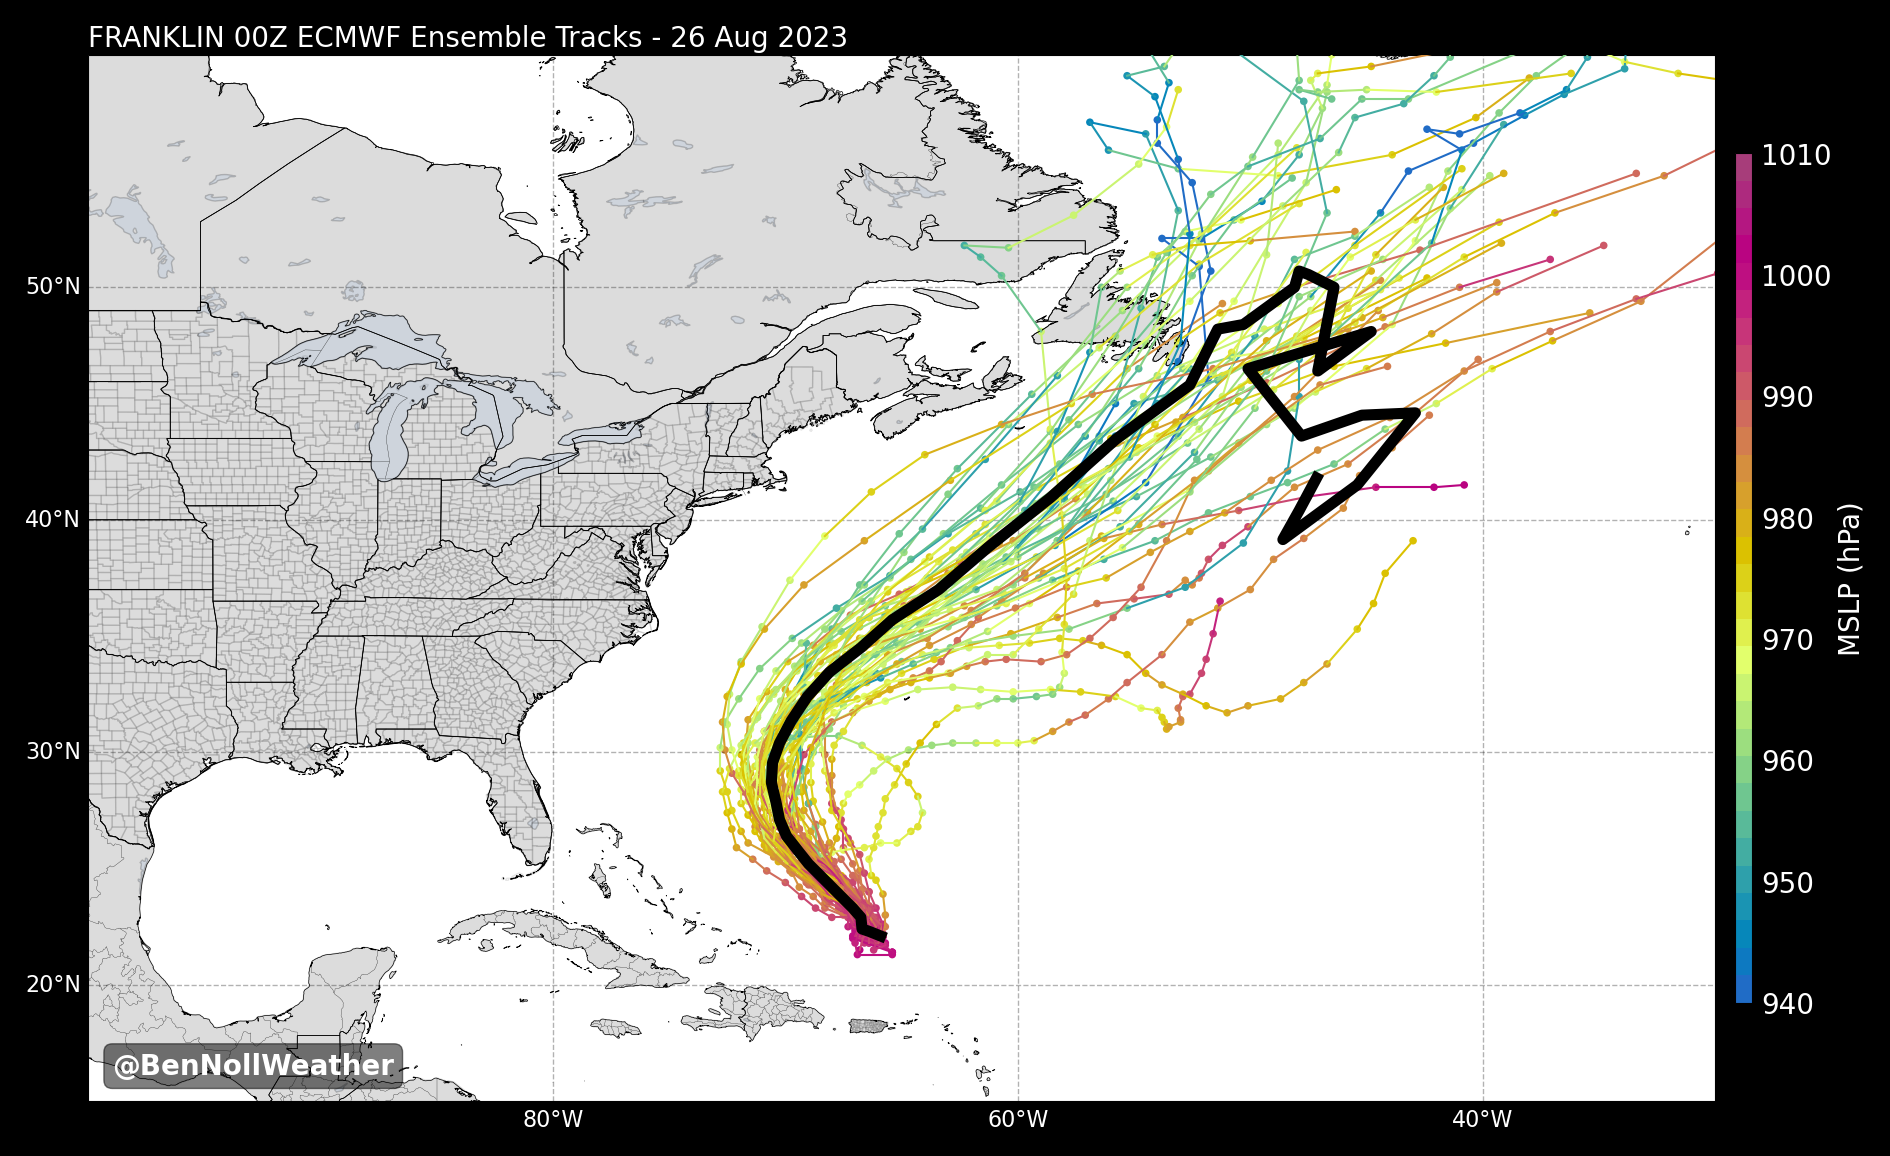 FRANKLIN 00Z ECMWF Ensemble Tracks - 26 Aug 2023
50°N
40°N
30°N
20°N
80°W
60°W
40°W
1010
1000
990
980
970
960
950
940
MSLP (hPa)
@BenNollWeather